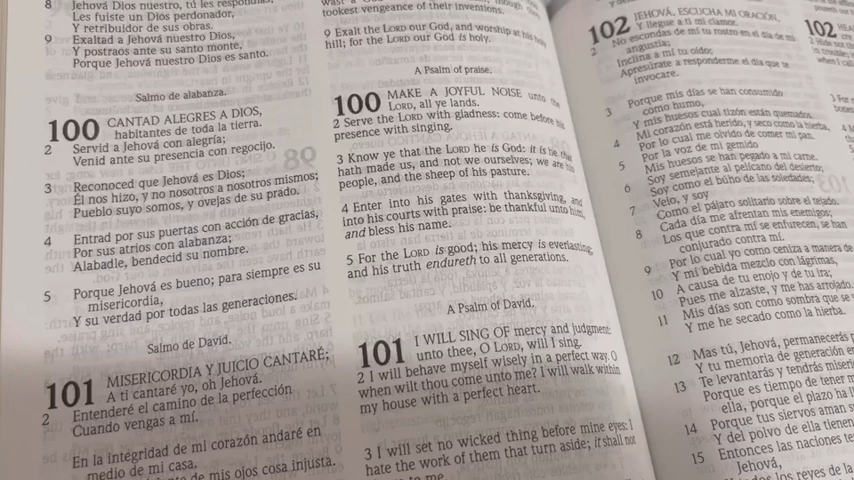 8 Jehová Dios nuestro, tú les respondías;
Les fuiste un Dios perdonador,
Y retribuidor de sus obras.
9 Exaltad a Jehová nuestro Dios,
Y postraos ante su santo monte,
Porque Jehová nuestro Dios es santo.
Salmo de alabanza.
100 CANTAD ALEGRES A DIOS,
habitantes de toda la tierra.
2 Servid a Jehová con alegría;
Venid ante su presencia con regocijo.
3 Reconoced que Jehová es Dios;
Él nos hizo, y no nosotros a nosotros mismos;
Pueblo suyo somos, y ovejas de su prado.
4 Entrad por sus puertas con acción de gracias,
Por sus atrios con alabanza;
Alabadle, bendecid su nombre.
5 Porque Jehová es bueno; para siempre es su
misericordia,
Y su verdad por todas las generaciones.
Salmo de David.
101 MISERICORDIA Y JUICIO CANTARÉ;
A ti cantaré yo, oh Jehová.
2 Entenderé el camino de la perfección
Cuando vengas a mí.
En la integridad de mi corazón andaré en
medio de mi casa.
de mis ojos cosa injusta.
tookest vengeance of their inventions.
9 Exalt the LORD our God, and worship at his
hill; for the LORD our God is holy.
A Psalm of praise.
100 MAKE A JOYFUL NOISE unto the
LORD, all ye lands.
2 Serve the LORD with gladness: come before his
presence with singing.
3 Know ye that the LORD he is God: it is he that
hath made us, and not we ourselves; we are his
people, and the sheep of his pasture.
4 Enter into his gates with thanksgiving, and
into his courts with praise: be thankful unto him,
and bless his name.
5 For the LORD is good; his mercy is everlasting;
and his truth endureth to all generations.
A Psalm of David.
101 I WILL SING OF mercy and judgment:
unto thee, O LORD, will I sing.
2 I will behave myself wisely in a perfect way. O
when wilt thou come unto me? I will walk within
my house with a perfect heart.
3 I will set no wicked thing before mine eyes: I
hate the work of them that turn aside; it shall not
to me.
102 JEHOVÁ, ESCUCHA MI ORACIÓN,
Y llegue a ti mi clamor.
2 No escondas de mí tu rostro en el día de mi
angustia;
Inclina a mí tu oído;
Apresúrate a responderme el día que te
invocare.
3 Porque mis días se han consumido
como humo,
Y mis huesos cual tizón están quemados.
4 Mi corazón está herido, y seco como la hierba,
Por lo cual me olvido de comer mi pan.
5 Por la voz de mi gemido
Mis huesos se han pegado a mi carne.
6 Soy semejante al pelícano del desierto;
Soy como el búho de las soledades;
7 Velo, y soy
Como el pájaro solitario sobre el tejado.
8 Cada día me afrentan mis enemigos;
Los que contra mí se enfurecen, se han
conjurado contra mí.
9 Por lo cual yo como ceniza a manera de
Y mi bebida mezclo con lágrimas,
10 A causa de tu enojo y de tu ira;
Pues me alzaste, y me has arrojado.
11 Mis días son como sombra que se
Y me he secado como la hierba.
12 Mas tú, Jehová, permanecerás
Y tu memoria de generación en
13 Te levantarás y tendrás
Porque es tiempo de tener
ella, porque el plazo ha
14 Porque tus siervos aman
Y del polvo de ella tienen
15 Entonces las naciones
Jehová,
los reyes de la
102